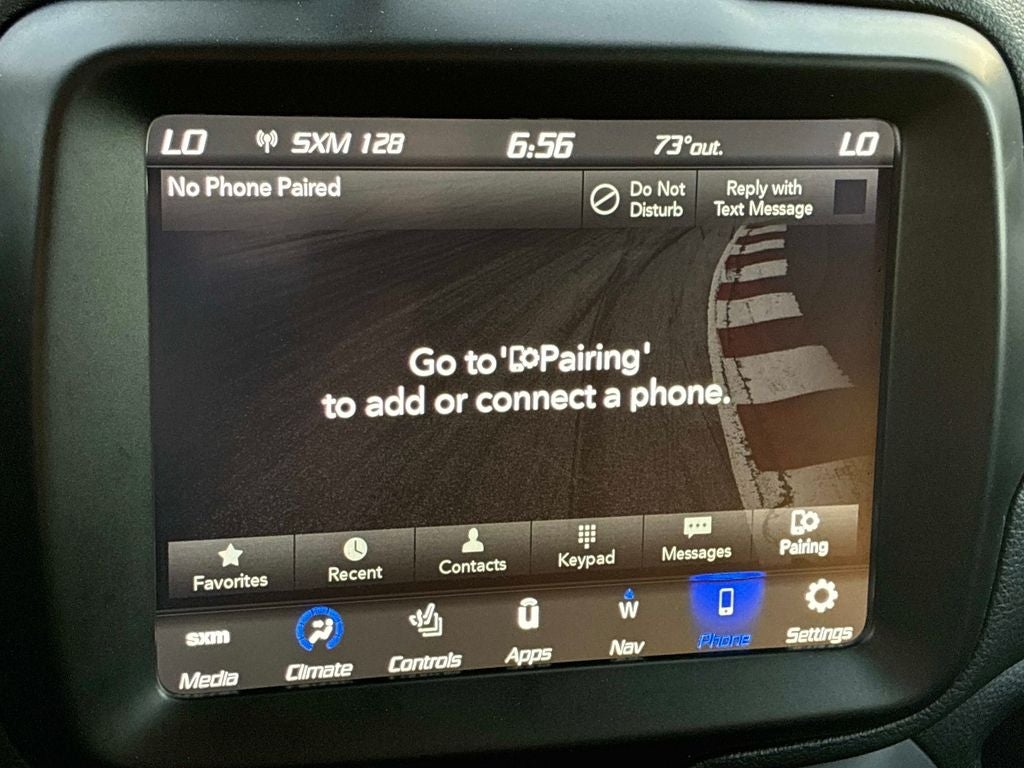 LO SXM 128 6:56 73°out. LO
No Phone Paired
Do Not
Disturb
Reply with
Text Message
Go to 'Pairing'
to add or connect a phone.
Favorites Recent Contacts Keypad Messages Pairing
sxm
W
Media Climate Controls Apps Nav Phone Settings